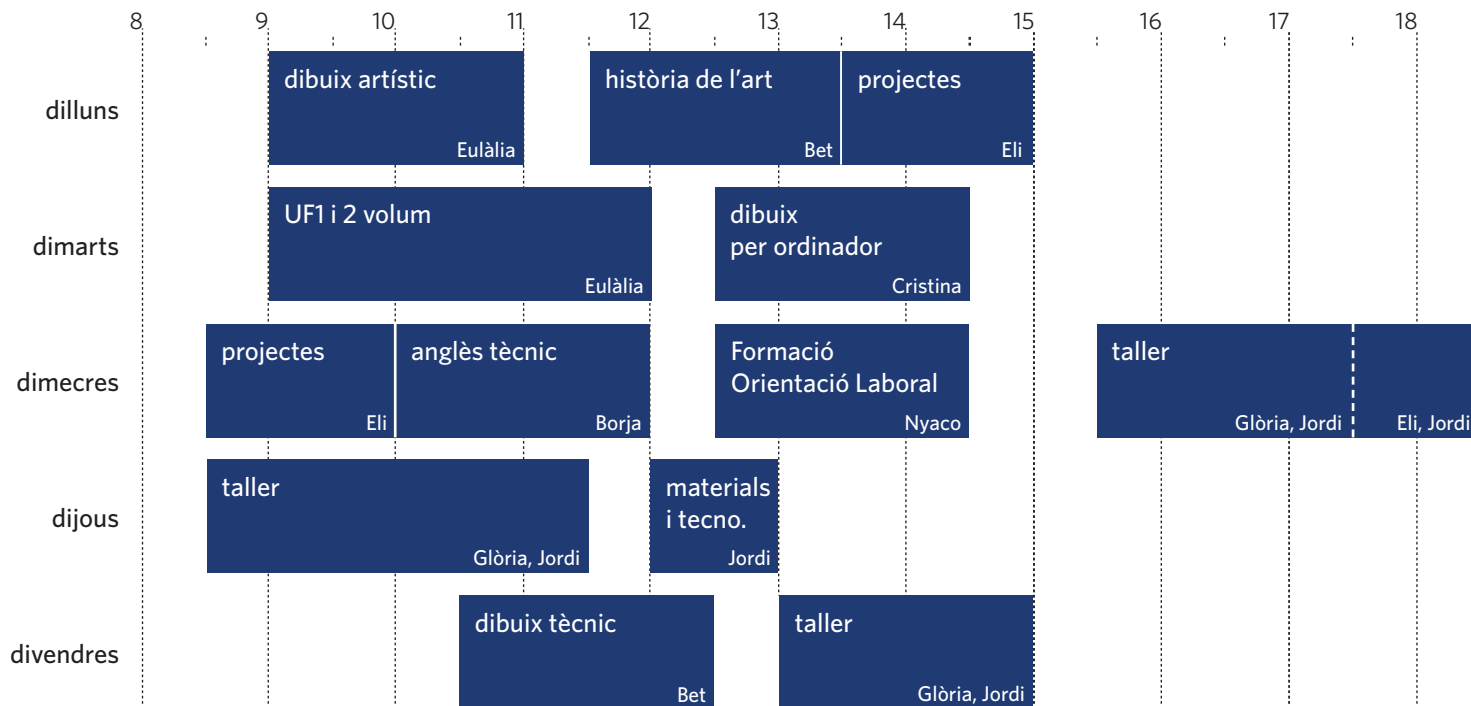 8 9 10 11 12 13 14 15 16 17 18
dilluns
dibuix artístic
Eulàlia
història de l’art
Bet
projectes
Eli
dimarts
UF1 i 2 volum
Eulàlia
dibuix
per ordinador
Cristina
dimecres
projectes
Eli
anglès tècnic
Borja
Formació
Orientació Laboral
Nyaco
taller
Glòria, Jordi
Eli, Jordi
dijous
taller
Glòria, Jordi
materials
i tecno.
Jordi
divendres
dibuix tècnic
Bet
taller
Glòria, Jordi